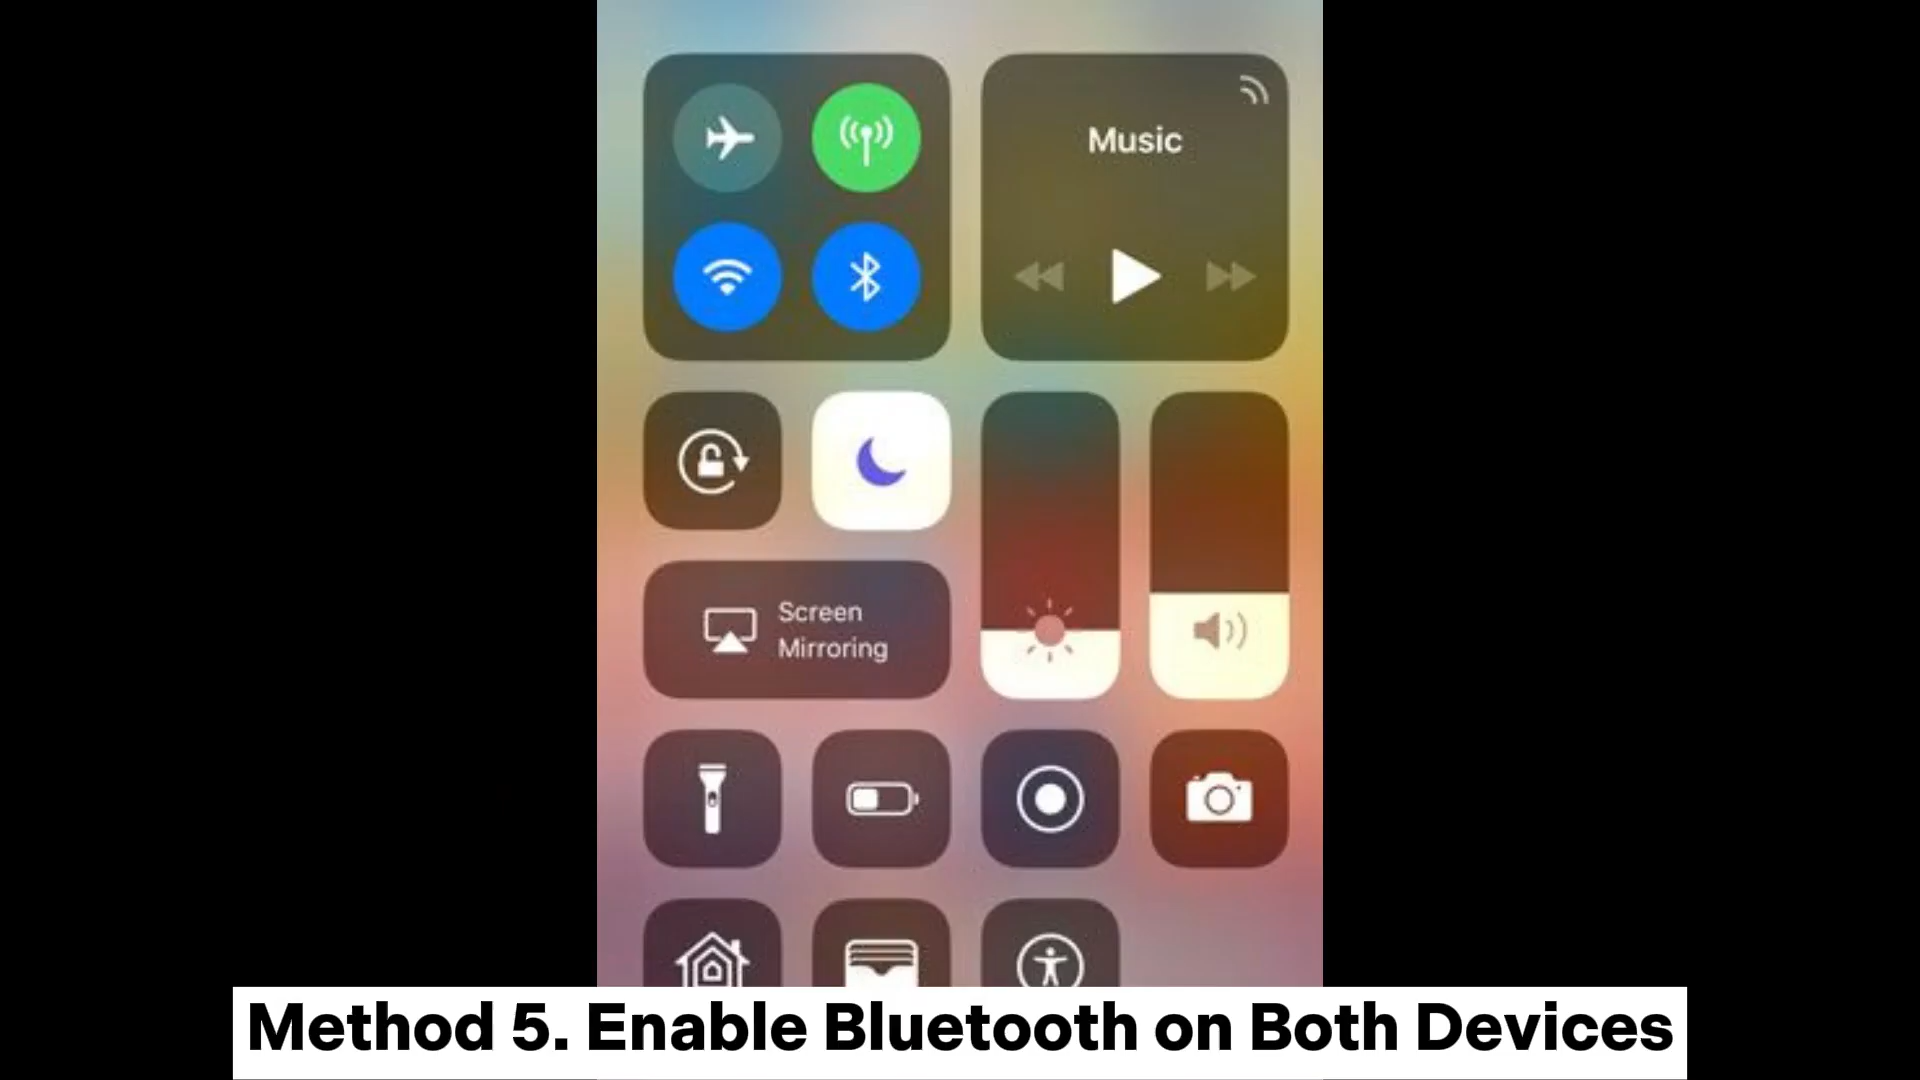 Music
Screen
Mirroring
Method 5. Enable Bluetooth on Both Devices